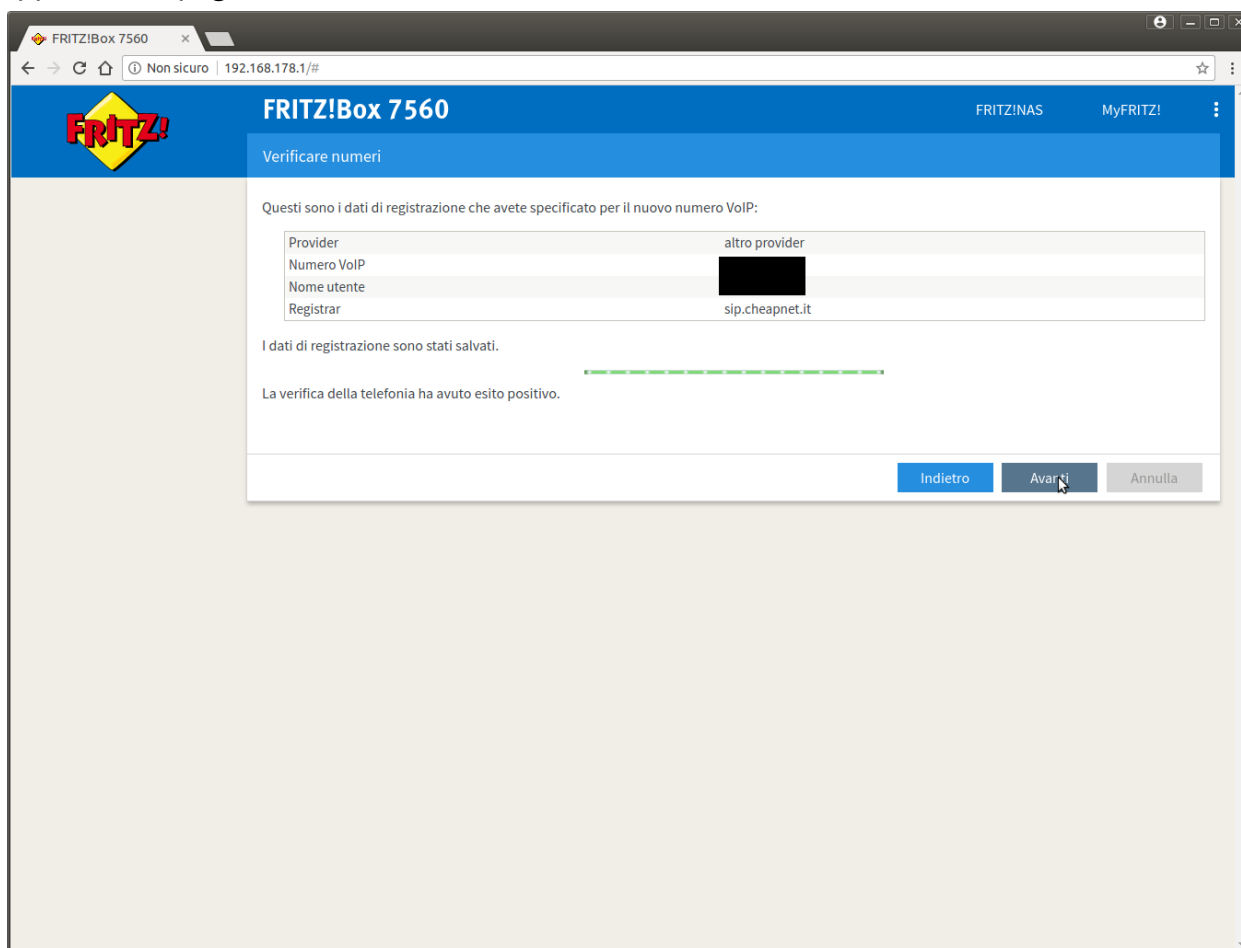 FRITZ!Box 7560
Non sicuro 192.168.178.1/#
FRITZ!
FRITZ!Box 7560
FRITZ!NAS MyFRITZ!
Verificare numeri
Questi sono i dati di registrazione che avete specificato per il nuovo numero VoIP:
Provider altro provider
Numero VoIP
Nome utente
Registrar sip.cheapnet.it
I dati di registrazione sono stati salvati.
La verifica della telefonia ha avuto esito positivo.
Indietro Avanti Annulla